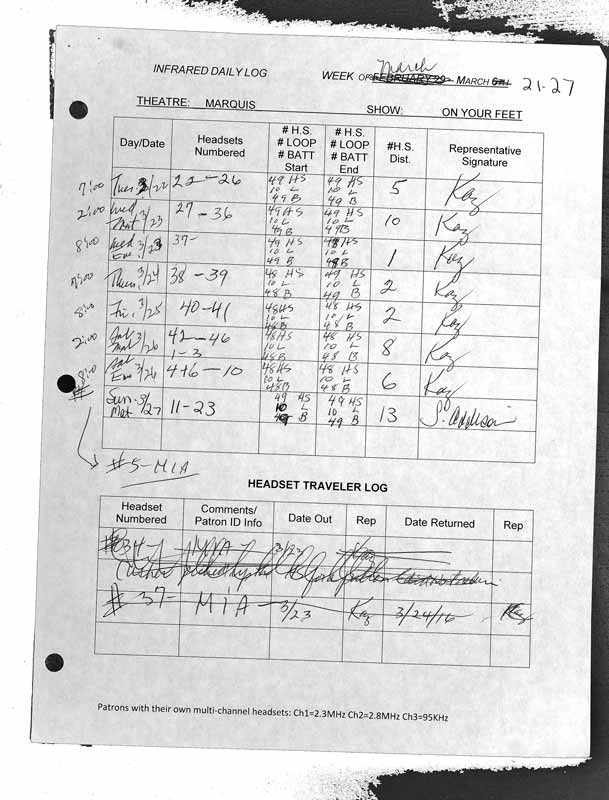 March
INFRARED DAILY LOG WEEK OF FEBRUARY 29 MARCH 6TH 21-27
THEATRE: MARQUIS SHOW: ON YOUR FEET
Day/Date Headsets Numbered # H.S. # LOOP # BATT Start # H.S. # LOOP # BATT End #H.S. Dist. Representative Signature
7:00 Tues. 3/22 22-26 49 HS 10 L 49 B 49 HS 10 L 49 B 5 Kaz
2:00 Wed Mat 3/23 27-36 49 HS 10 L 49 B 49 HS 10 L 49 B 10 Kaz
8:00 Wed Ev. 3/23 37- 49 HS 10 L 49 B 48 HS 10 L 48 B 1 Kaz
7:00 Thurs. 3/24 38-39 48 HS 10 L 48 B 49 HS 10 L 49 B 2 Kaz
8:00 Fri. 3/25 40-41 48 HS 10 L 48 B 48 HS 10 L 48 B 2 Kaz
2:00 Sat Mat 3/26 42-46 1-3 48 HS 10 L 48 B 48 HS 10 L 48 B 8 Kaz
8:00 Sat Ev 3/26 4+6-10 48 HS 10 L 48 B 48 HS 10 L 48 B 6 Kaz
# Sun. 3/27 Mat 11-23 49 HS 10 L 49 B 49 HS 10 L 49 B 13 S. Addison
#5-MIA
HEADSET TRAVELER LOG
Headset Numbered Comments/ Patron ID Info Date Out Rep Date Returned Rep
#34- MIA 3/23 Kaz
# 37- MIA 3/23 Kaz 3/24/16 Kaz
Patrons with their own multi-channel headsets: Ch1=2.3MHz Ch2=2.8MHz Ch3=95KHz